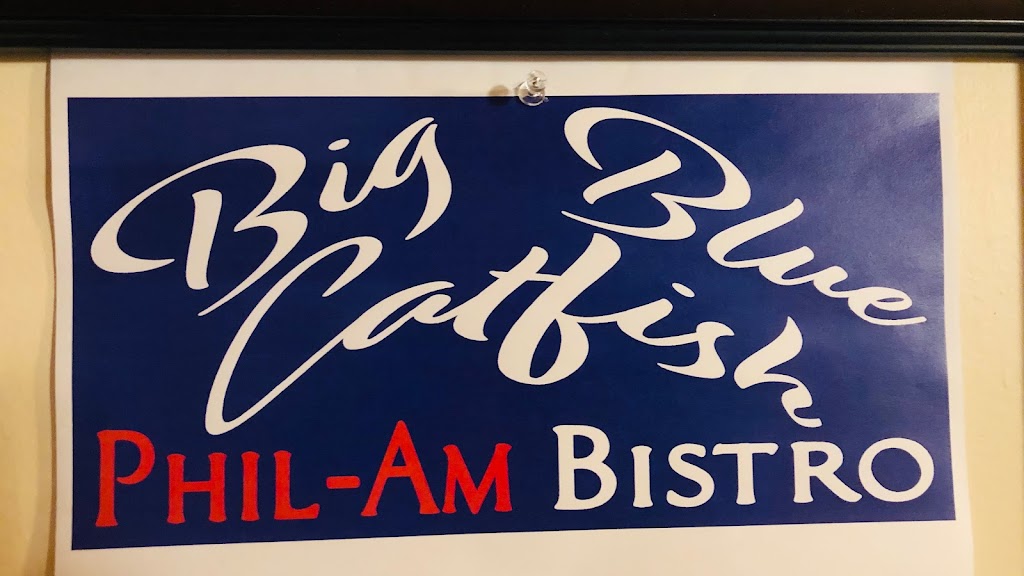 Big Blue
Catfish
PHIL-AM BISTRO